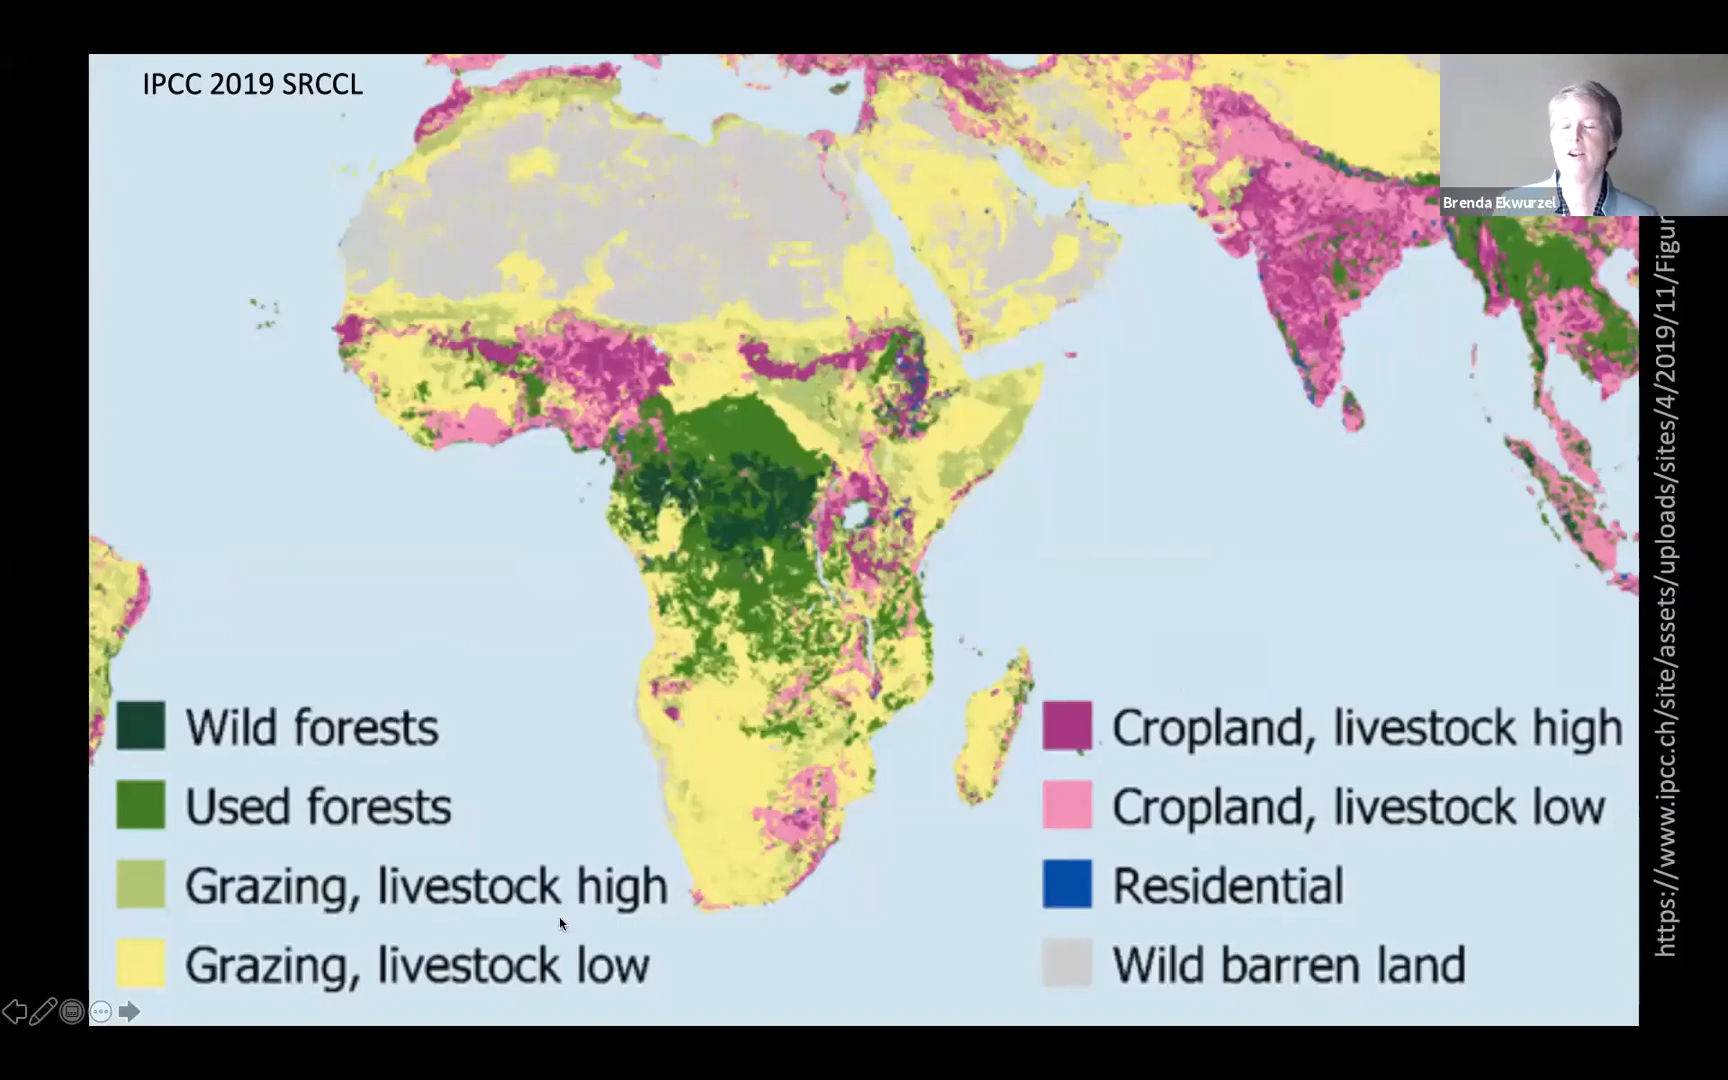 IPCC 2019 SRCCL
Brenda Ekwurzel
Wild forests
Used forests
Grazing, livestock high
Grazing, livestock low
Cropland, livestock high
Cropland, livestock low
Residential
Wild barren land
https://www.ipcc.ch/site/assets/uploads/sites/4/2019/11/Figur